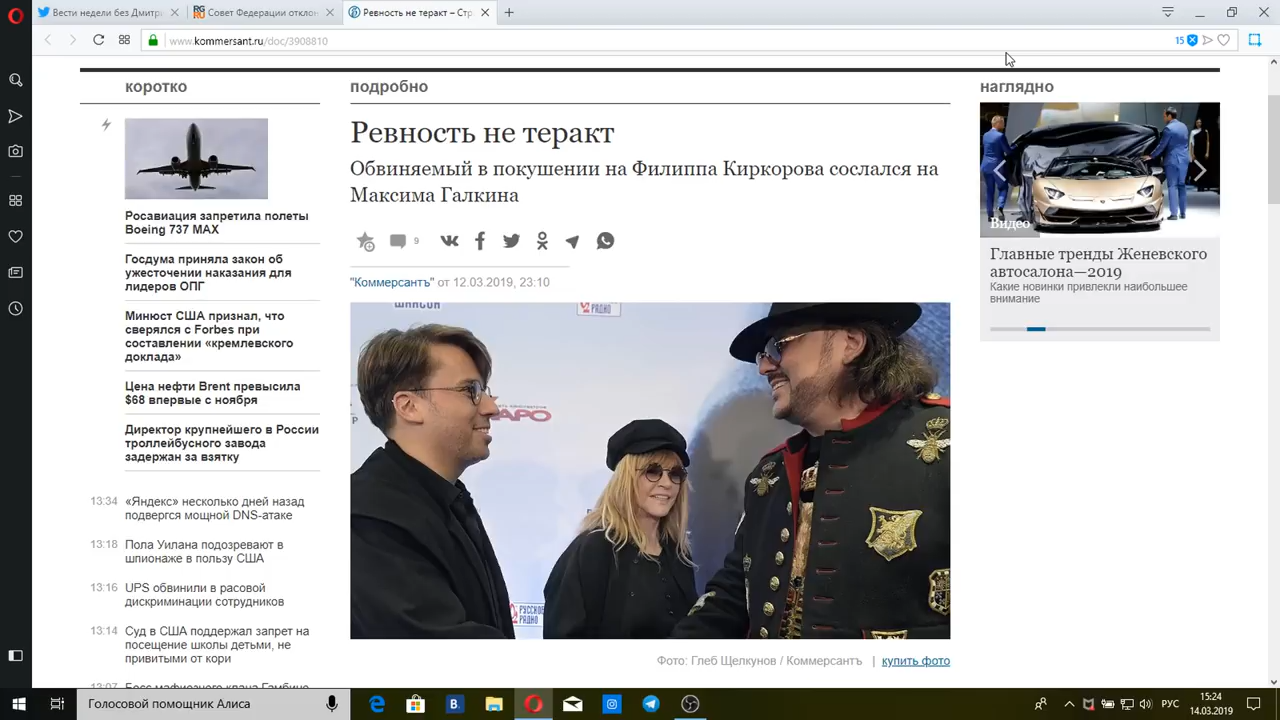 Вести недели без Дмитр
Совет Федерации отклон
Ревность не теракт – Стр
www.kommersant.ru/doc/3908810
15
коротко
Росавиация запретила полеты
Boeing 737 MAX
Госдума приняла закон об
ужесточении наказания для
лидеров ОПГ
Минюст США признал, что
сверялся с Forbes при
составлении «кремлевского
доклада»
Цена нефти Brent превысила
$68 впервые с ноября
Директор крупнейшего в России
троллейбусного завода
задержан за взятку
13:34 «Яндекс» несколько дней назад
подвергся мощной DNS-атаке
13:18 Пола Уилана подозревают в
шпионаже в пользу США
13:16 UPS обвинили в расовой
дискриминации сотрудников
13:14 Суд в США поддержал запрет на
посещение школы детьми, не
привитыми от кори
подробно
Ревность не теракт
Обвиняемый в покушении на Филиппа Киркорова сослался на
Максима Галкина
9
"Коммерсантъ" от 12.03.2019, 23:10
ШАНСОН
РАДИО
РУССКОЕ
РАДИО
Фото: Глеб Щелкунов / Коммерсантъ | купить фото
наглядно
Видео
Главные тренды Женевского
автосалона—2019
Какие новинки привлекли наибольшее
внимание
Голосовой помощник Алиса
B.
РУС
15:24
14.03.2019